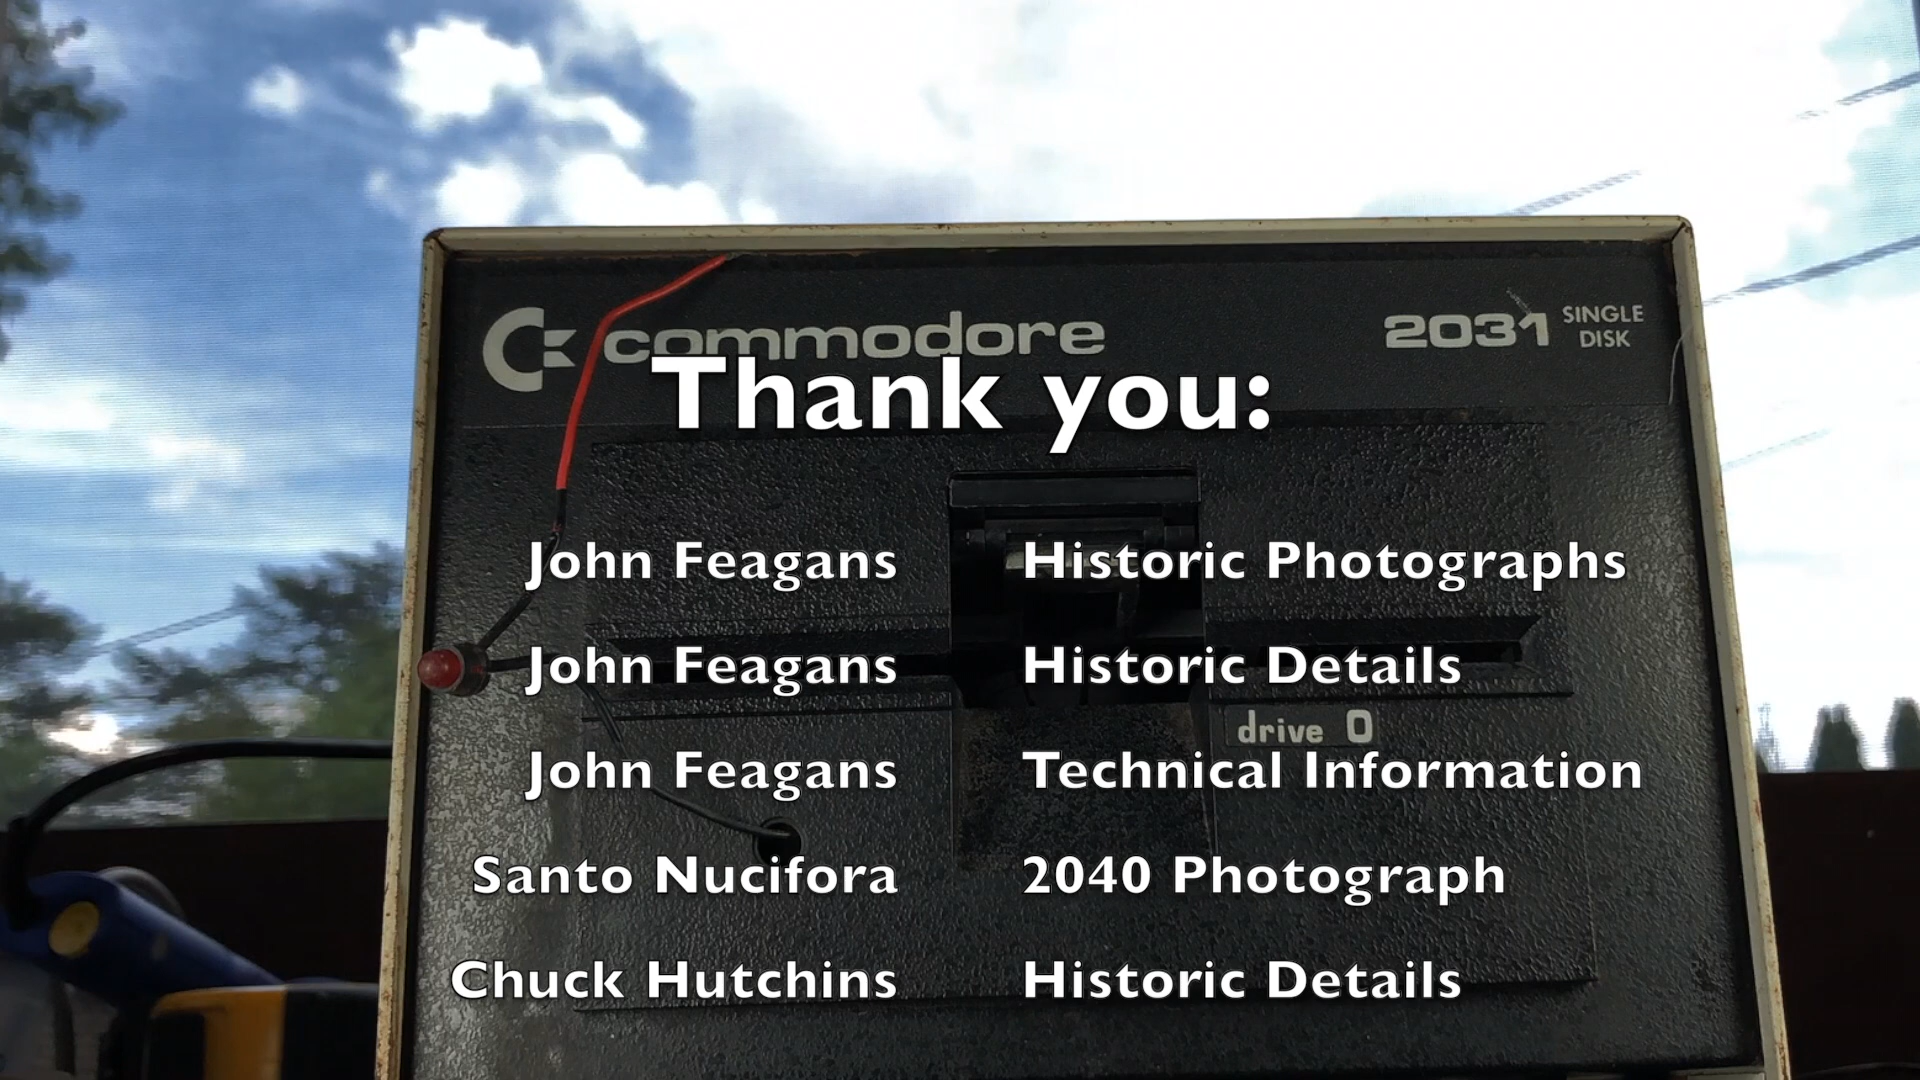 commodore
2031 SINGLE DISK
Thank you:
John Feagans Historic Photographs
John Feagans Historic Details
drive 0
John Feagans Technical Information
Santo Nucifora 2040 Photograph
Chuck Hutchins Historic Details